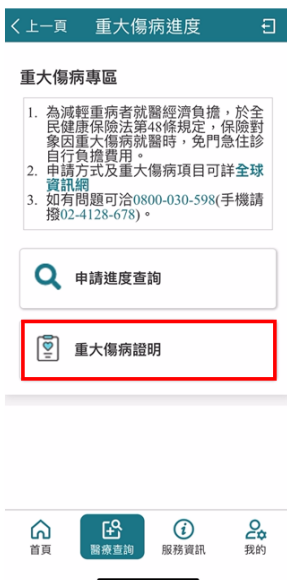 上一頁 重大傷病進度
重大傷病專區
1. 為減輕重病者就醫經濟負擔，於全
民健康保險法第48條規定，保險對
象因重大傷病就醫時，免門急住診
自行負擔費用。
2. 申請方式及重大傷病項目可詳全球
資訊網
3. 如有問題可洽0800-030-598(手機請
撥02-4128-678)。
申請進度查詢
重大傷病證明
首頁 醫療查詢 服務資訊 我的